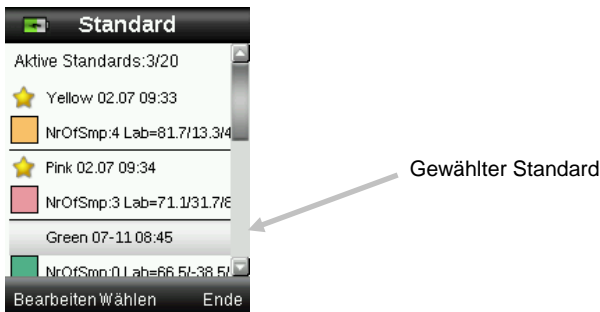 Standard
Aktive Standards:3/20
Yellow 02.07 09:33
NrOfSmp:4 Lab=81.7/13.3/4
Pink 02.07 09:34
NrOfSmp:3 Lab=71.1/31.7/8
Green 07-11 08:45
NrOfSmp:0 Lab=66.5/-38.5/
Bearbeiten Wählen Ende
Gewählter Standard